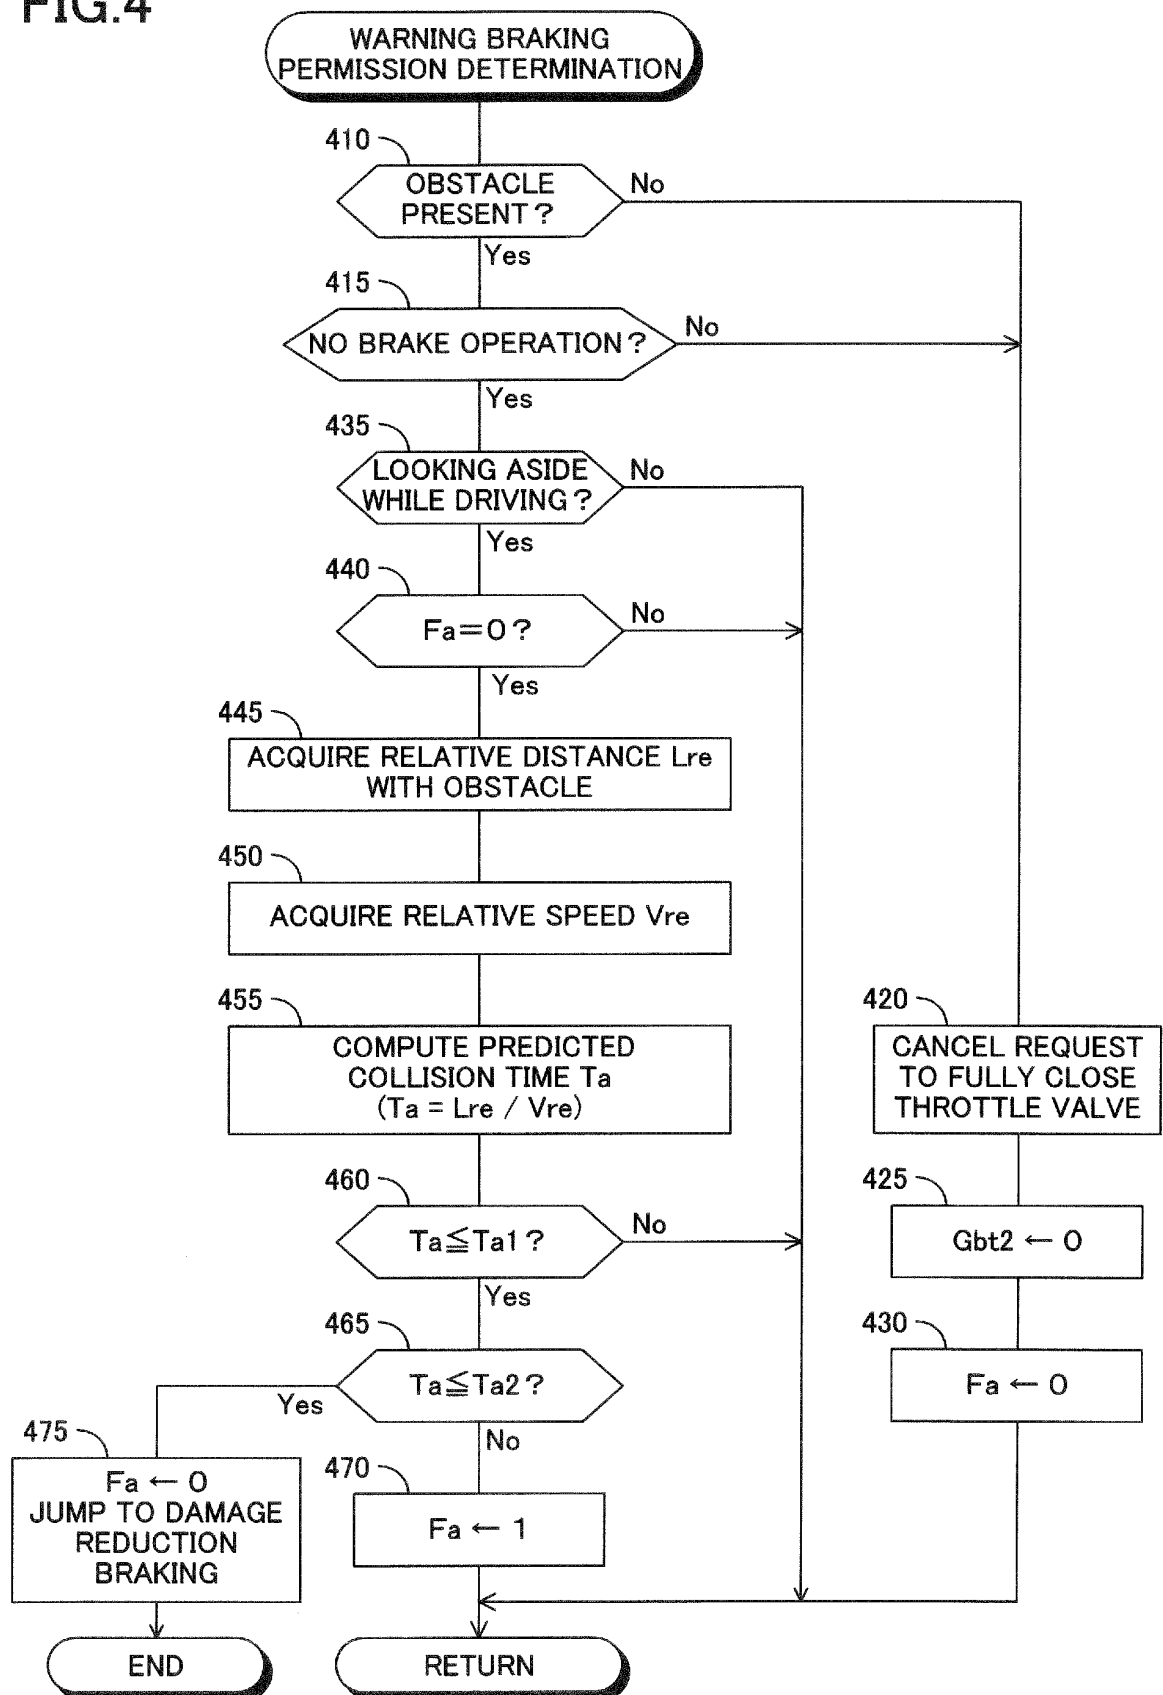 FIG.4
WARNING BRAKING
PERMISSION DETERMINATION
410
OBSTACLE
PRESENT?
No
Yes
415
NO BRAKE OPERATION?
No
Yes
435
LOOKING ASIDE
WHILE DRIVING?
No
Yes
440
Fa=0?
No
Yes
445
ACQUIRE RELATIVE DISTANCE Lre
WITH OBSTACLE
450
ACQUIRE RELATIVE SPEED Vre
455
COMPUTE PREDICTED
COLLISION TIME Ta
(Ta = Lre / Vre)
420
CANCEL REQUEST
TO FULLY CLOSE
THROTTLE VALVE
460
Ta≦Ta1?
No
Yes
425
Gbt2 ← 0
465
Ta≦Ta2?
Yes
No
430
Fa ← 0
475
Fa ← 0
JUMP TO DAMAGE
REDUCTION
BRAKING
470
Fa ← 1
END
RETURN